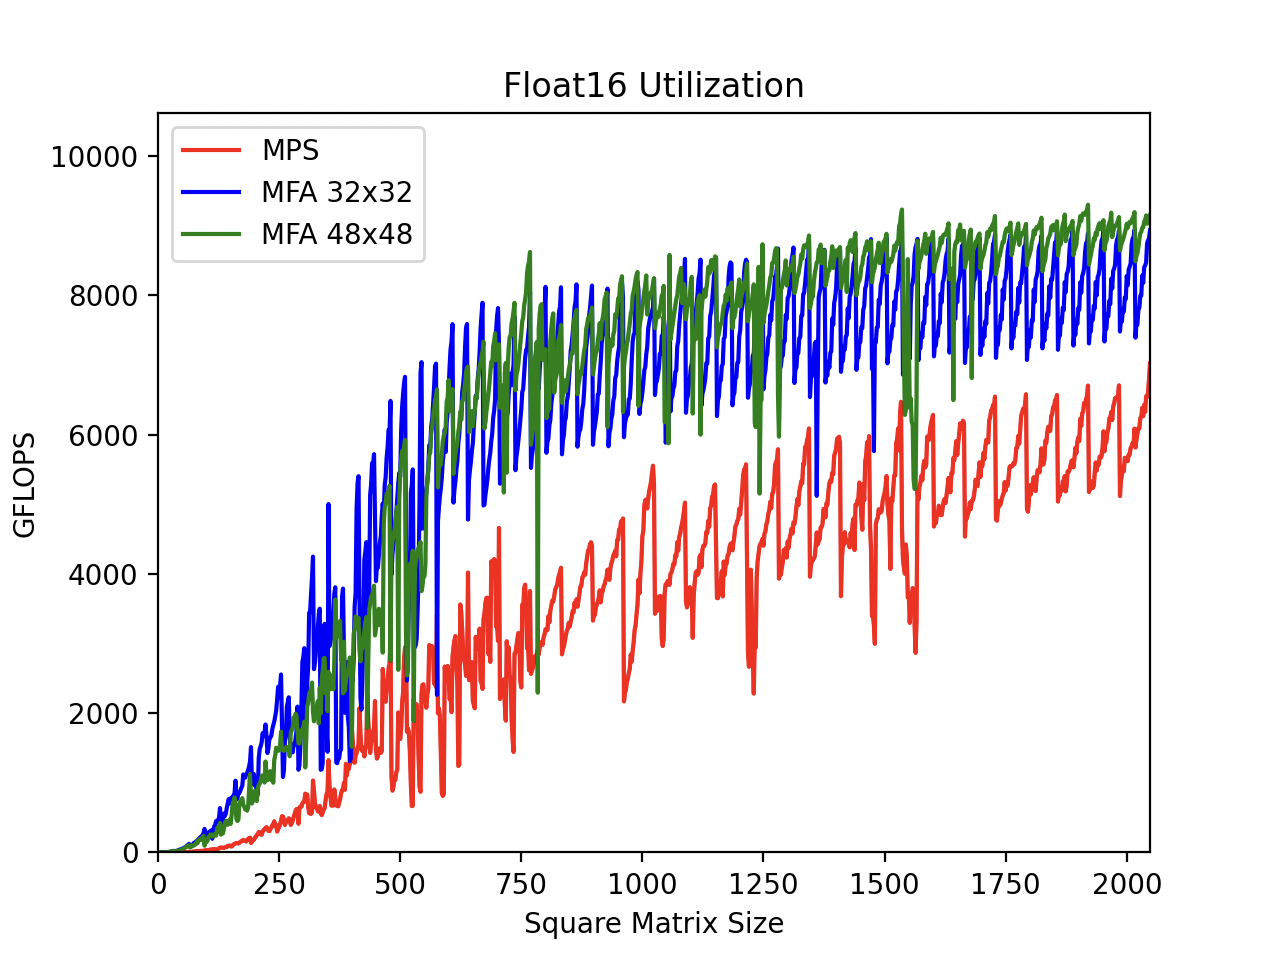 Float16 Utilization
MPS
MFA 32x32
MFA 48x48
10000
8000
6000
4000
2000
0
GFLOPS
0 250 500 750 1000 1250 1500 1750 2000
Square Matrix Size